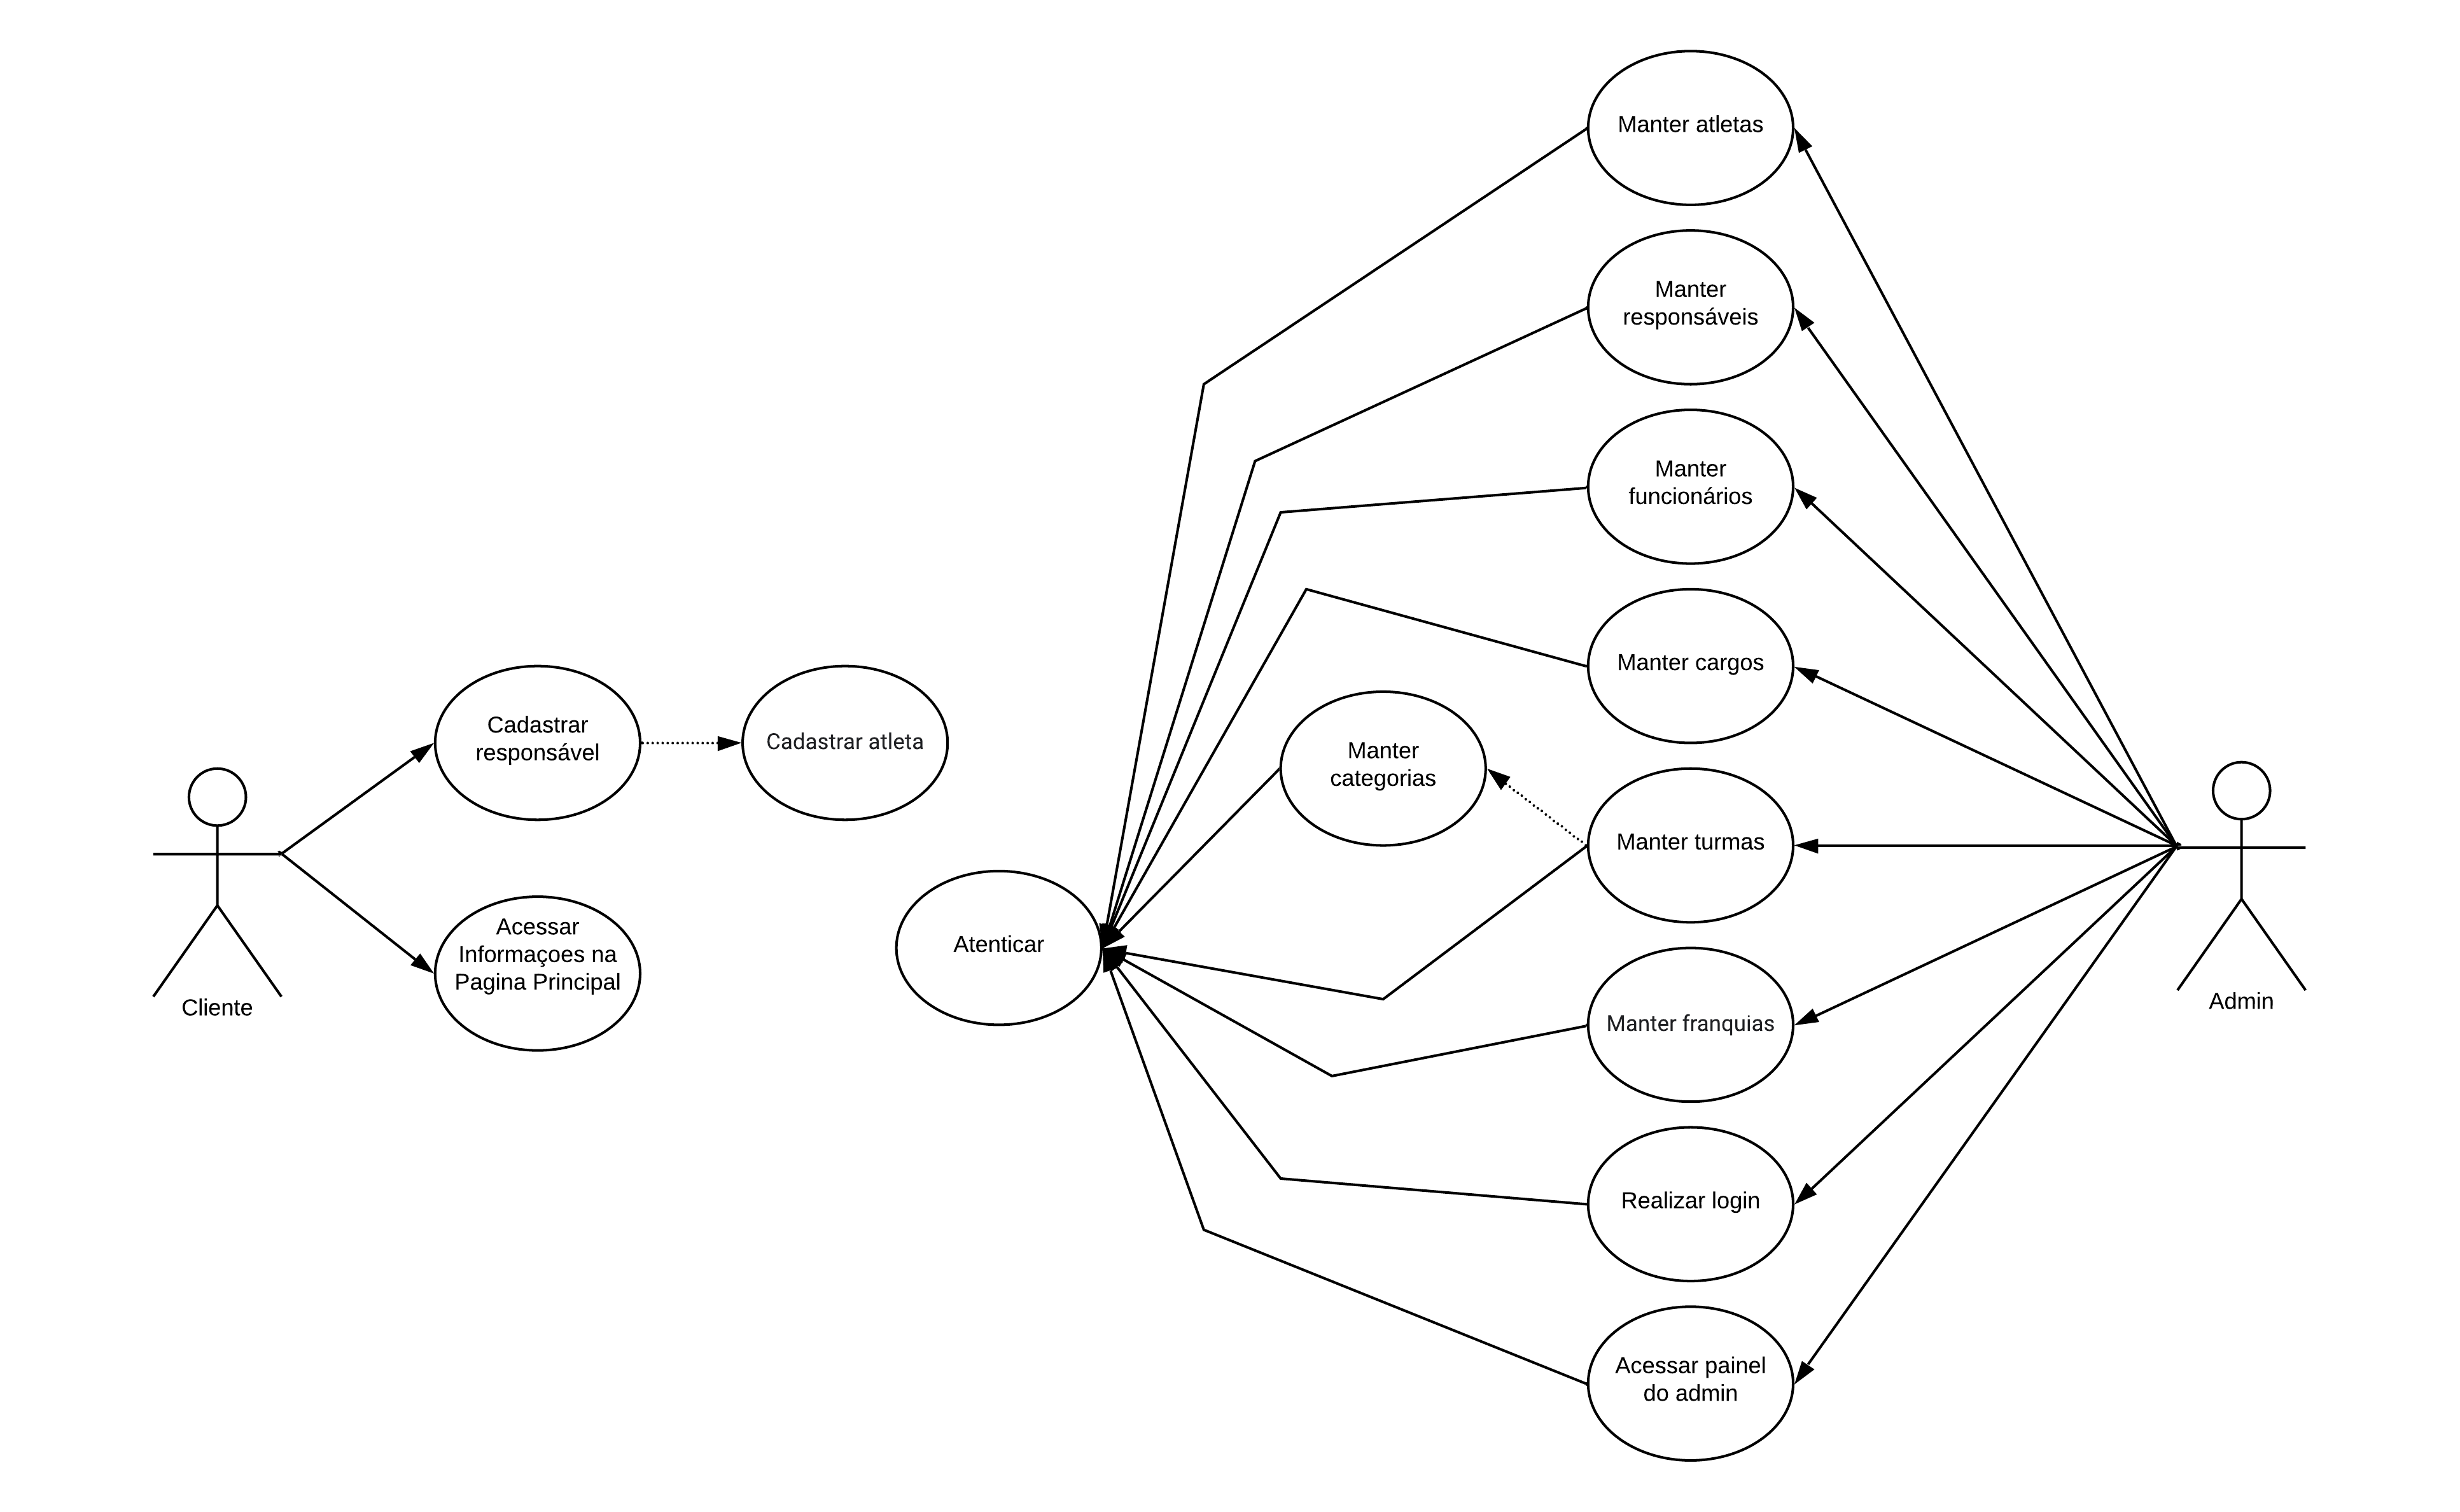 Manter atletas
Manter
responsáveis
Manter
funcionários
Manter cargos
Cadastrar
responsável
Cadastrar atleta
Manter
categorias
Manter turmas
Acessar
Informaçoes na
Pagina Principal
Atenticar
Cliente
Admin
Manter franquias
Realizar login
Acessar painel
do admin